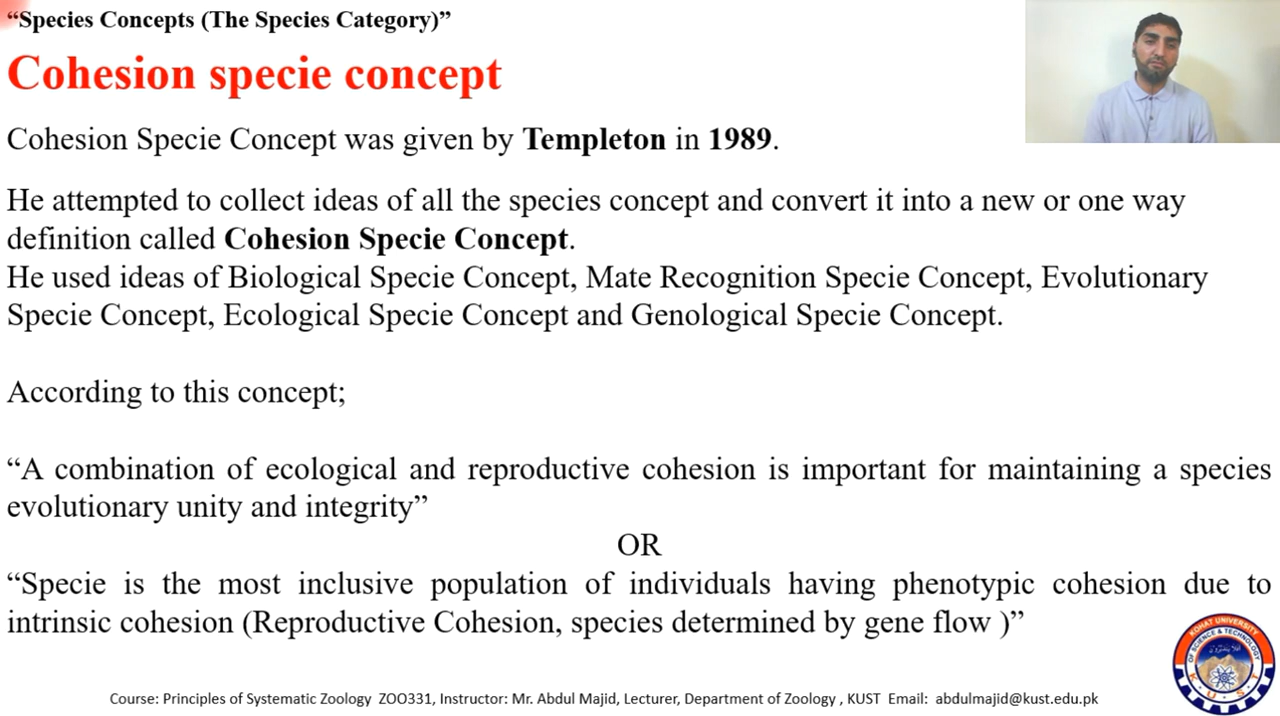 “Species Concepts (The Species Category)”
Cohesion specie concept
Cohesion Specie Concept was given by Templeton in 1989.
He attempted to collect ideas of all the species concept and convert it into a new or one way
definition called Cohesion Specie Concept.
He used ideas of Biological Specie Concept, Mate Recognition Specie Concept, Evolutionary
Specie Concept, Ecological Specie Concept and Genological Specie Concept.
According to this concept;
“A combination of ecological and reproductive cohesion is important for maintaining a species
evolutionary unity and integrity”
OR
“Specie is the most inclusive population of individuals having phenotypic cohesion due to
intrinsic cohesion (Reproductive Cohesion, species determined by gene flow )”
KOHAT UNIVERSITY
OF SCIENCE & TECHNOLOGY
K U S T
Course: Principles of Systematic Zoology  ZOO331, Instructor: Mr. Abdul Majid, Lecturer, Department of Zoology , KUST  Email:  abdulmajid@kust.edu.pk